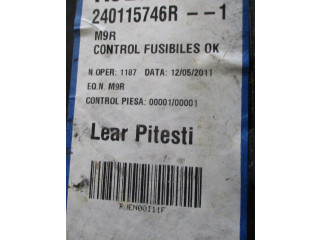 240115746R - - 1
M9R
CONTROL FUSIBILES OK
N.OPER: 1187 DATA: 12/05/2011
EQ.N. M9R
CONTROL PIESA: 00001/00001
Lear Pitesti